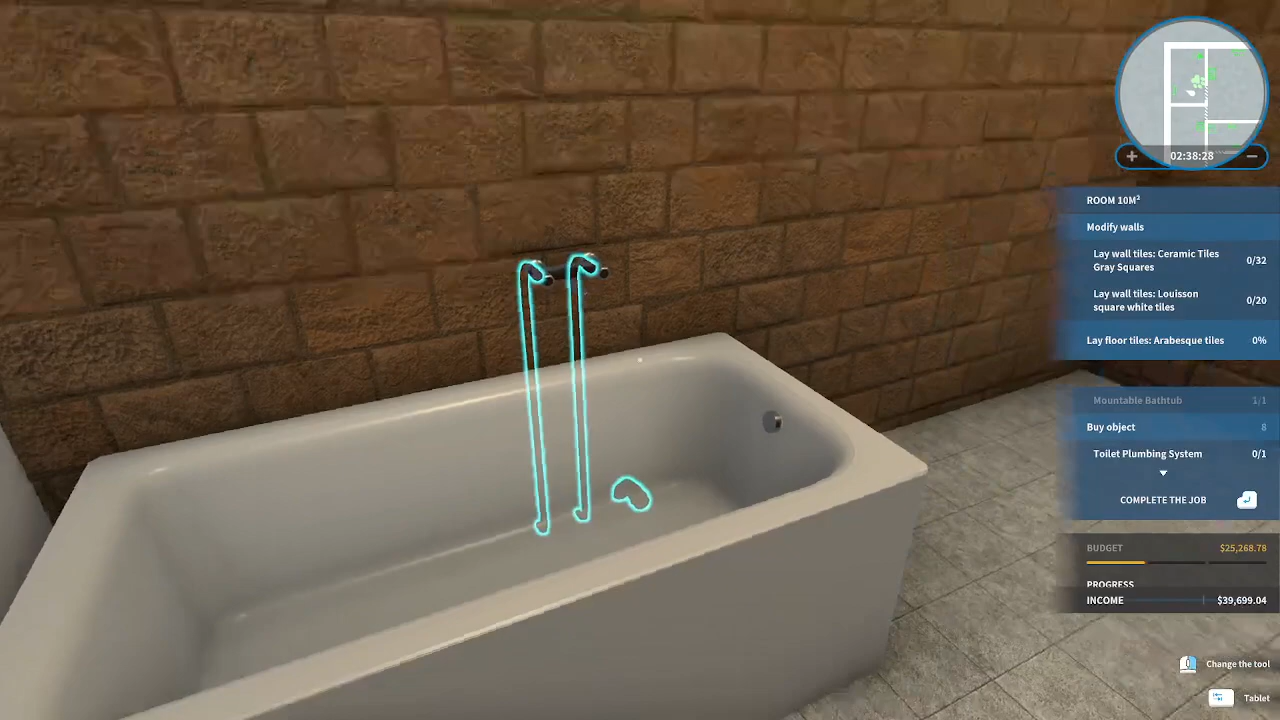 + 02:38:28 −
ROOM 10M²
Modify walls
Lay wall tiles: Ceramic Tiles
Gray Squares 0/32
Lay wall tiles: Louisson
square white tiles 0/20
Lay floor tiles: Arabesque tiles 0%
Mountable Bathtub 1/1
Buy object 8
Toilet Plumbing System 0/1
COMPLETE THE JOB
BUDGET $25,268.78
PROGRESS
INCOME $39,699.04
Change the tool
Tablet